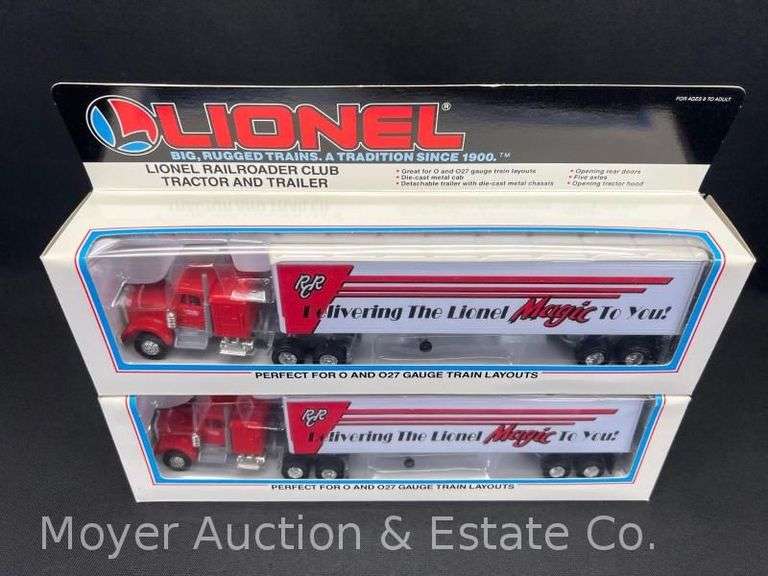 FOR AGES 8 TO ADULT
LIONEL®
BIG, RUGGED TRAINS. A TRADITION SINCE 1900.™
LIONEL RAILROADER CLUB
TRACTOR AND TRAILER
• Great for O and O27 gauge train layouts
• Die-cast metal cab
• Detachable trailer with die-cast metal chassis
• Opening rear doors
• Five axles
• Opening tractor hood
RRC
Delivering The Lionel Magic To You!
PERFECT FOR O AND O27 GAUGE TRAIN LAYOUTS
RRC
Delivering The Lionel Magic To You!
PERFECT FOR O AND O27 GAUGE TRAIN LAYOUTS
Moyer Auction & Estate Co.